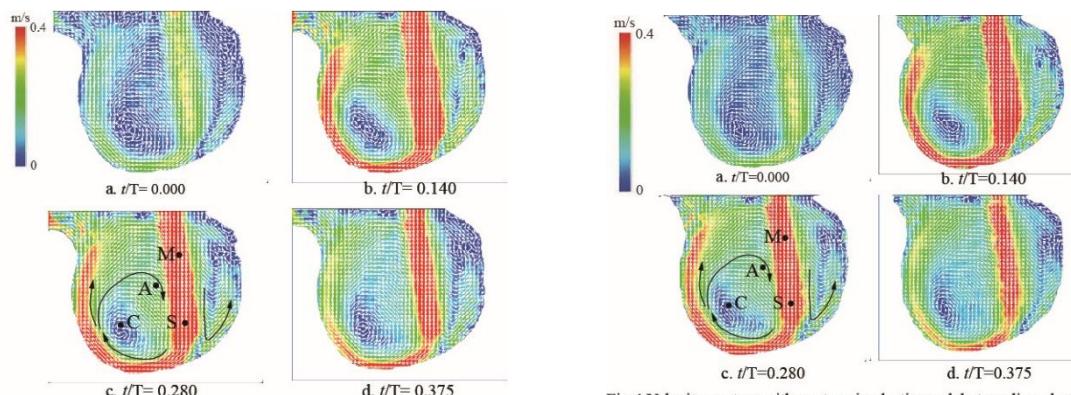 m/s
0.4
0
a. t/T= 0.000
b. t/T= 0.140
M
A
C
S
c. t/T= 0.280
d. t/T= 0.375
m/s
0.4
0
a. t/T=0.000
b. t/T=0.140
M
A
C
S
c. t/T=0.280
d. t/T=0.375